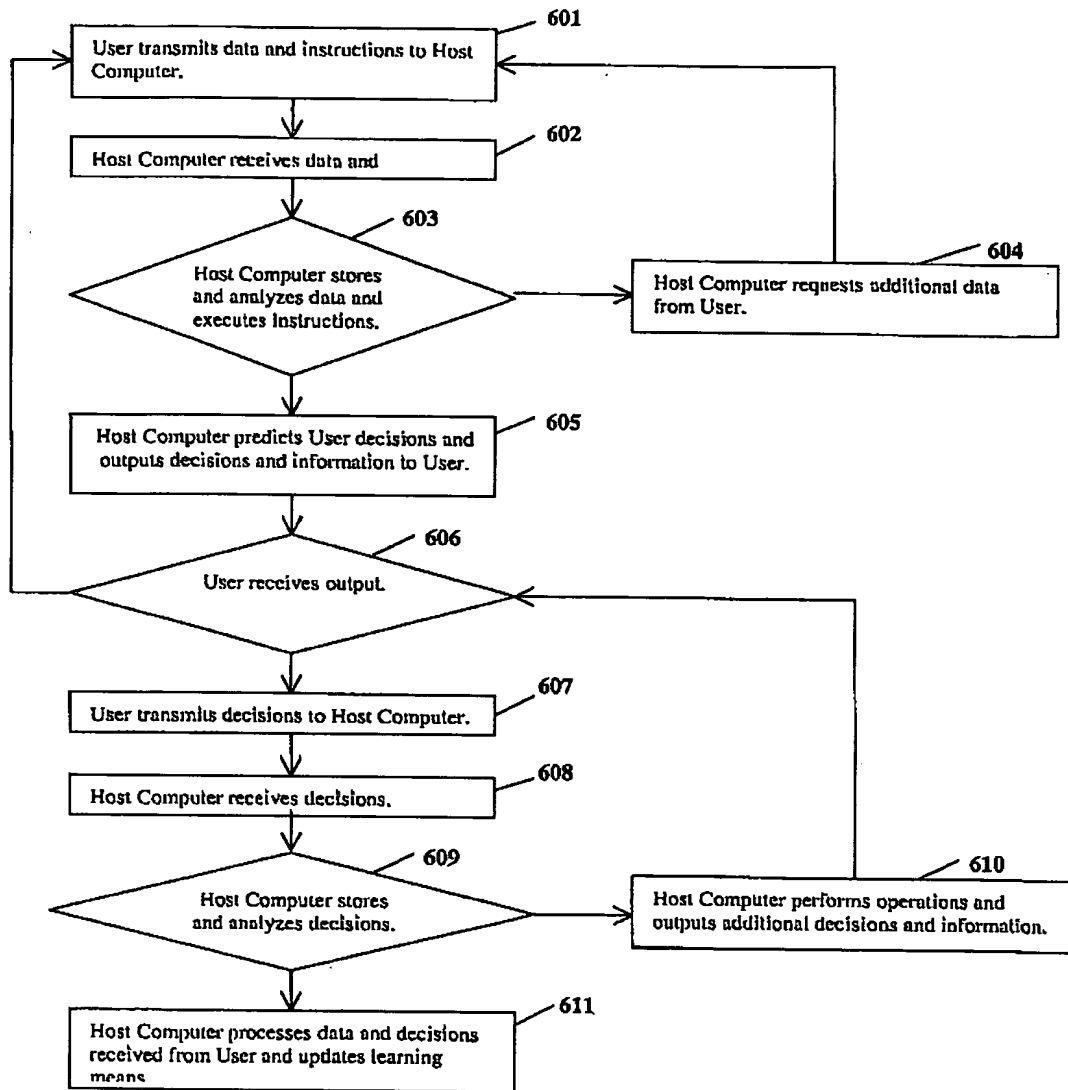 601
User transmits data and instructions to Host
Computer.
602
Host Computer receives data and
603
Host Computer stores
and analyzes data and
executes instructions.
604
Host Computer requests additional data
from User.
605
Host Computer predicts User decisions and
outputs decisions and information to User.
606
User receives output.
607
User transmits decisions to Host Computer.
608
Host Computer receives decisions.
609
Host Computer stores
and analyzes decisions.
610
Host Computer performs operations and
outputs additional decisions and information.
611
Host Computer processes data and decisions
received from User and updates learning
means